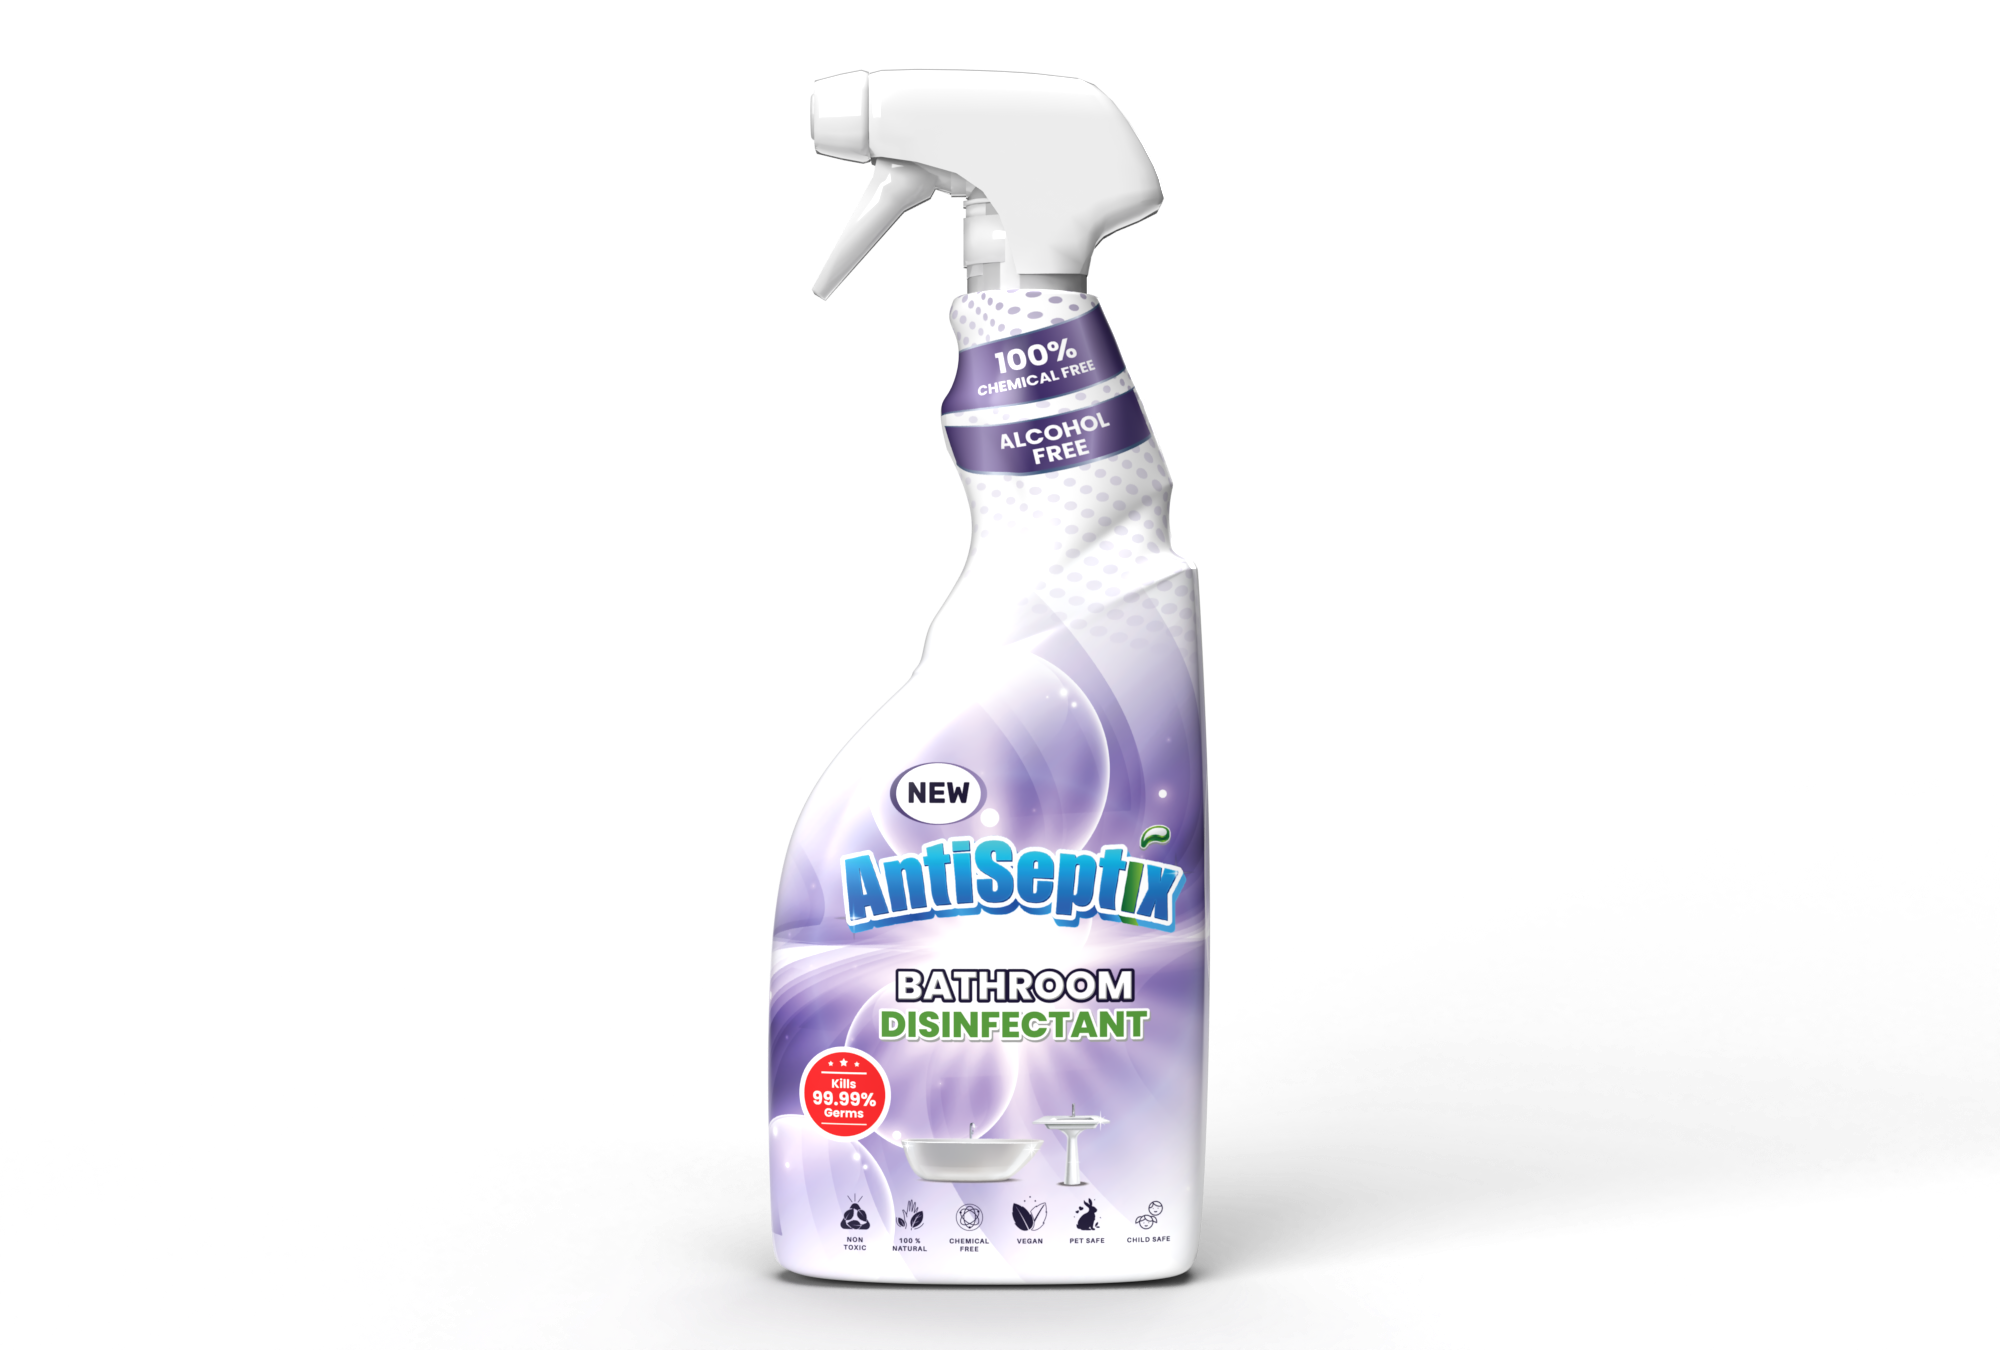 100%
CHEMICAL FREE
ALCOHOL
FREE
NEW
AntiSeptix
BATHROOM
DISINFECTANT
Kills
99.99%
Germs
NON
TOXIC
100 %
NATURAL
CHEMICAL
FREE
VEGAN
PET SAFE
CHILD SAFE